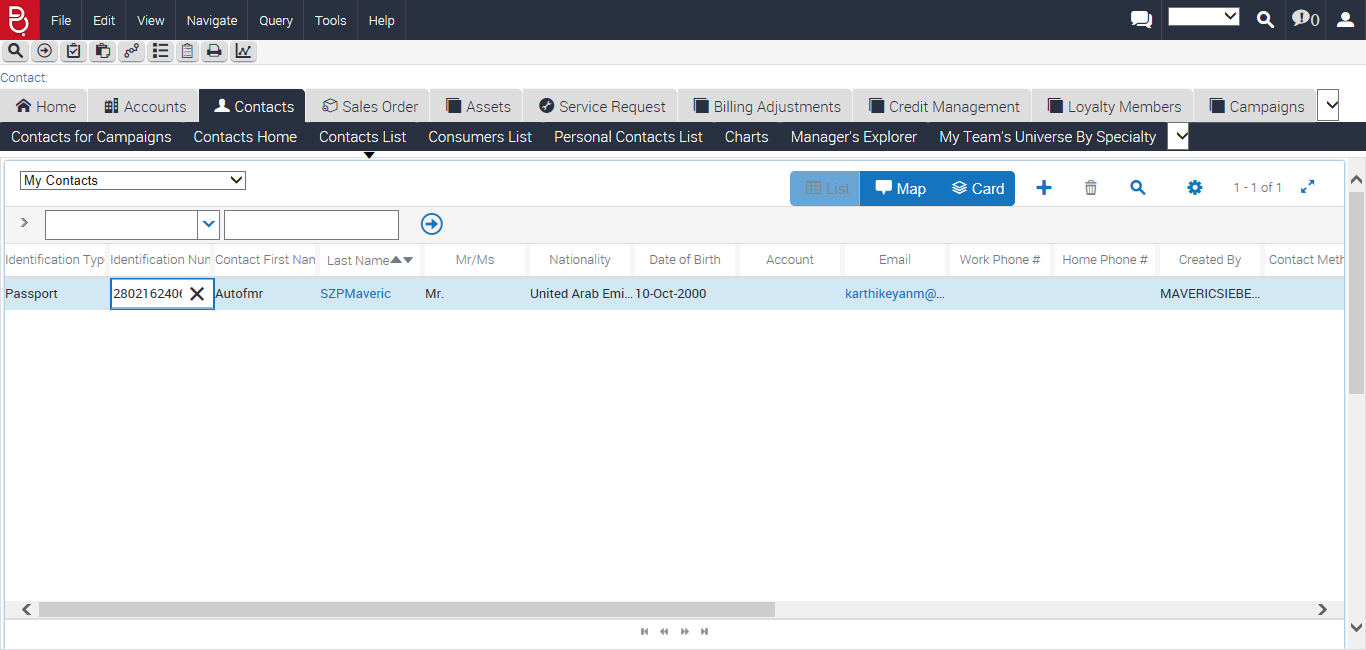 File Edit View Navigate Query Tools Help 0
Contact:
Home Accounts Contacts Sales Order Assets Service Request Billing Adjustments Credit Management Loyalty Members Campaigns
Contacts for Campaigns Contacts Home Contacts List Consumers List Personal Contacts List Charts Manager's Explorer My Team's Universe By Specialty
My Contacts List Map Card 1 - 1 of 1
Identification Typ Identification Nun Contact First Nan Last Name Mr/Ms Nationality Date of Birth Account Email Work Phone # Home Phone # Created By Contact Meth
Passport 2802162406 Autofmr SZPMaveric Mr. United Arab Emi... 10-Oct-2000 karthikeyanm@... MAVERICSIEBE...